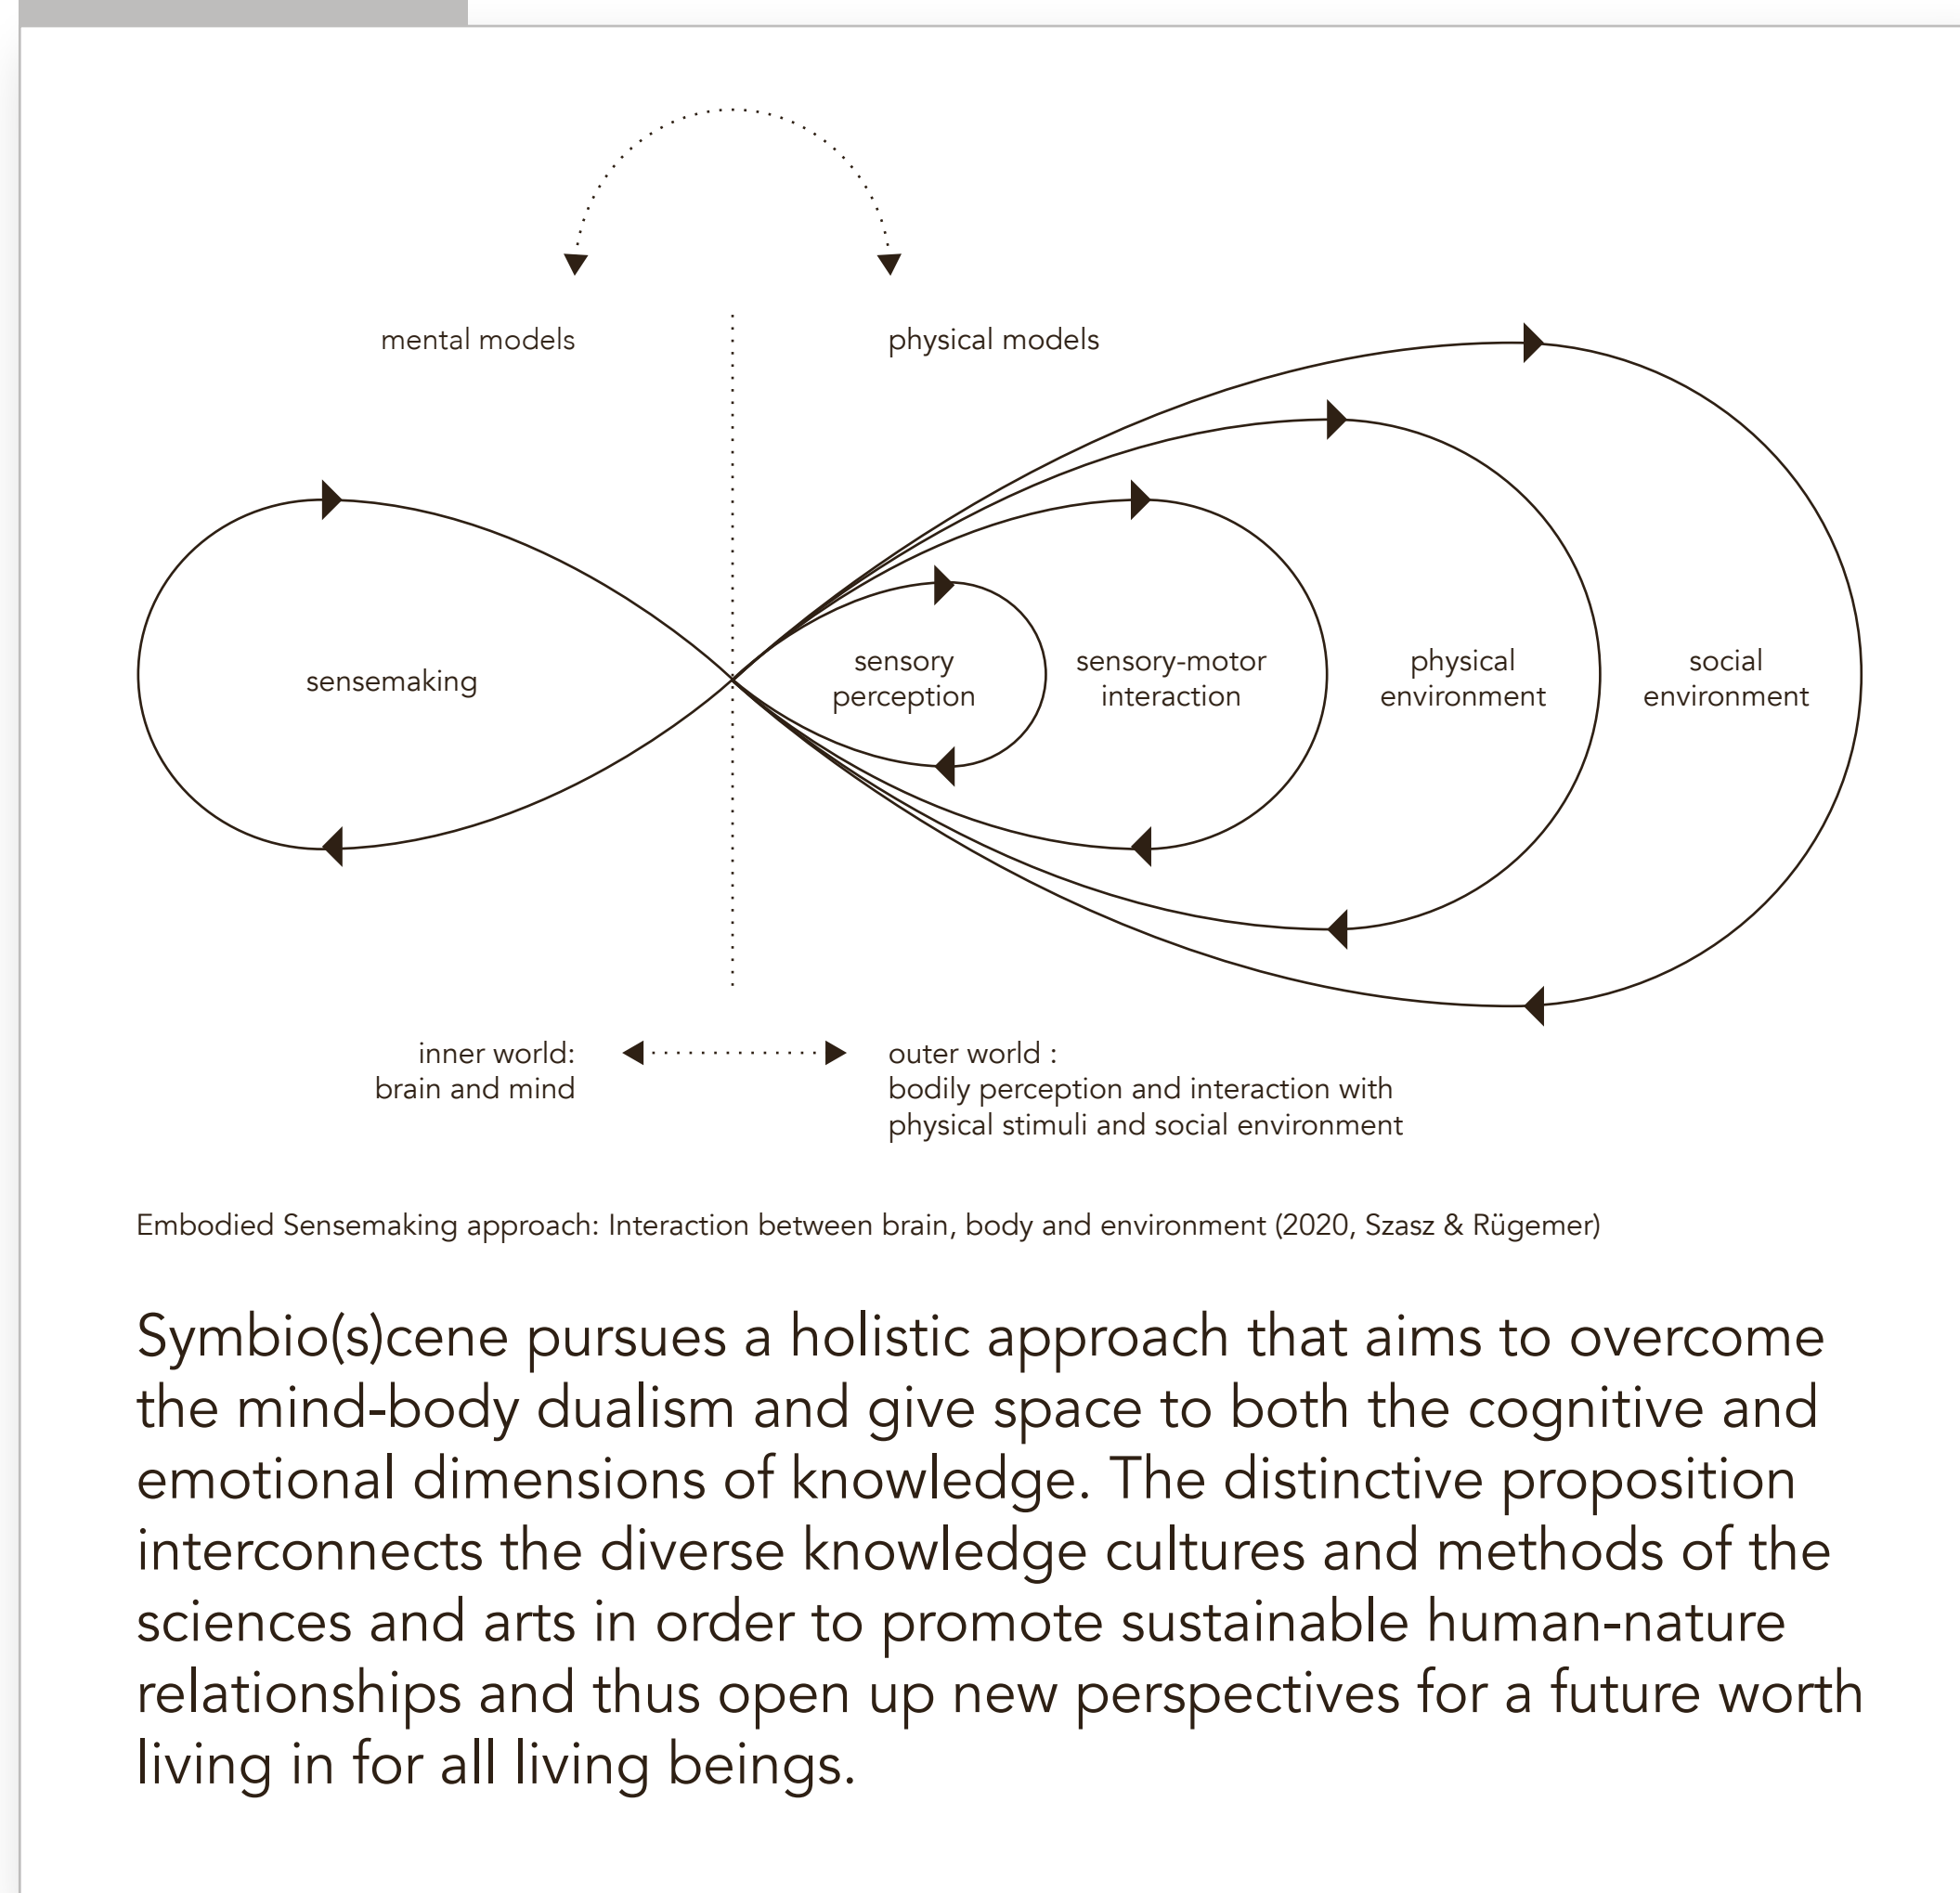 mental models
physical models
sensemaking
sensory
perception
sensory-motor
interaction
physical
environment
social
environment
inner world:
brain and mind
outer world :
bodily perception and interaction with
physical stimuli and social environment
Embodied Sensemaking approach: Interaction between brain, body and environment (2020, Szasz & Rügemer)
Symbio(s)cene pursues a holistic approach that aims to overcome
the mind-body dualism and give space to both the cognitive and
emotional dimensions of knowledge. The distinctive proposition
interconnects the diverse knowledge cultures and methods of the
sciences and arts in order to promote sustainable human-nature
relationships and thus open up new perspectives for a future worth
living in for all living beings.